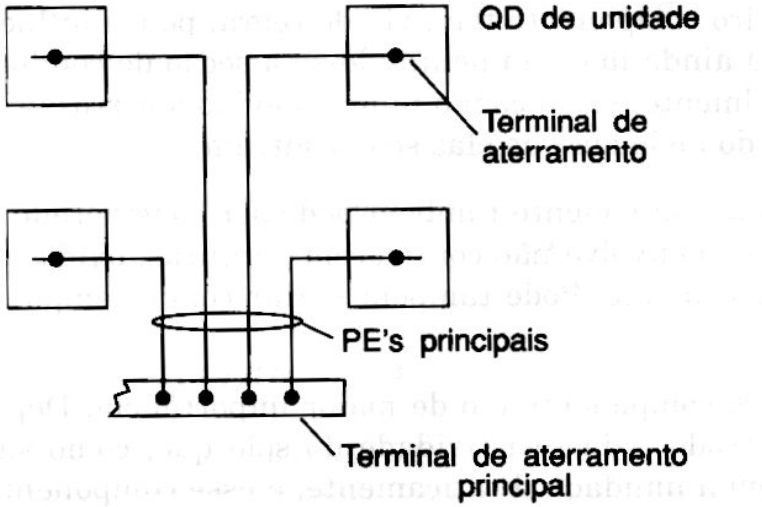 QD de unidade
Terminal de
aterramento
PE's principais
Terminal de aterramento
principal